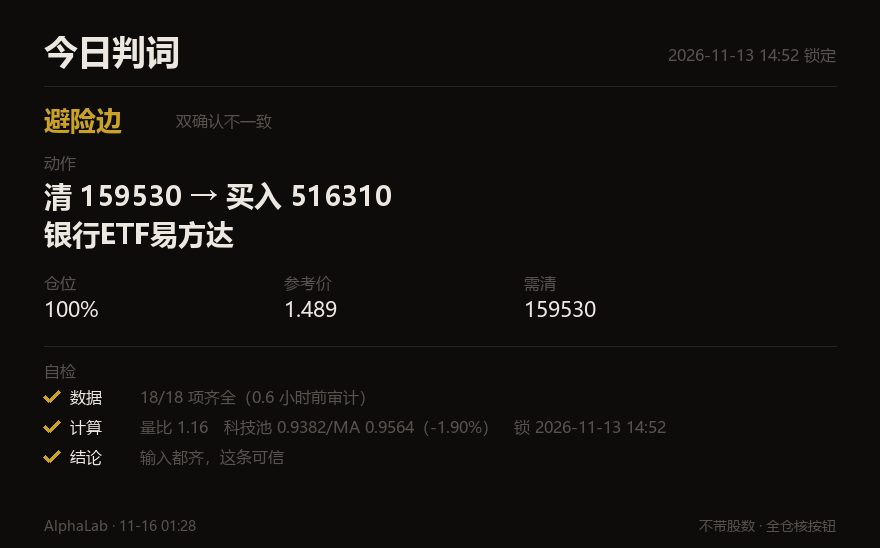 今日判词
2026-11-13 14:52 锁定
避险边 双确认不一致
动作
清 159530 → 买入 516310
银行ETF易方达
仓位 参考价 需清
100% 1.489 159530
自检
数据 18/18 项齐全（0.6 小时前审计）
计算 量比 1.16 科技池 0.9382/MA 0.9564（-1.90%） 锁 2026-11-13 14:52
结论 输入都齐，这条可信
AlphaLab · 11-16 01:28
不带股数 · 全仓核按钮